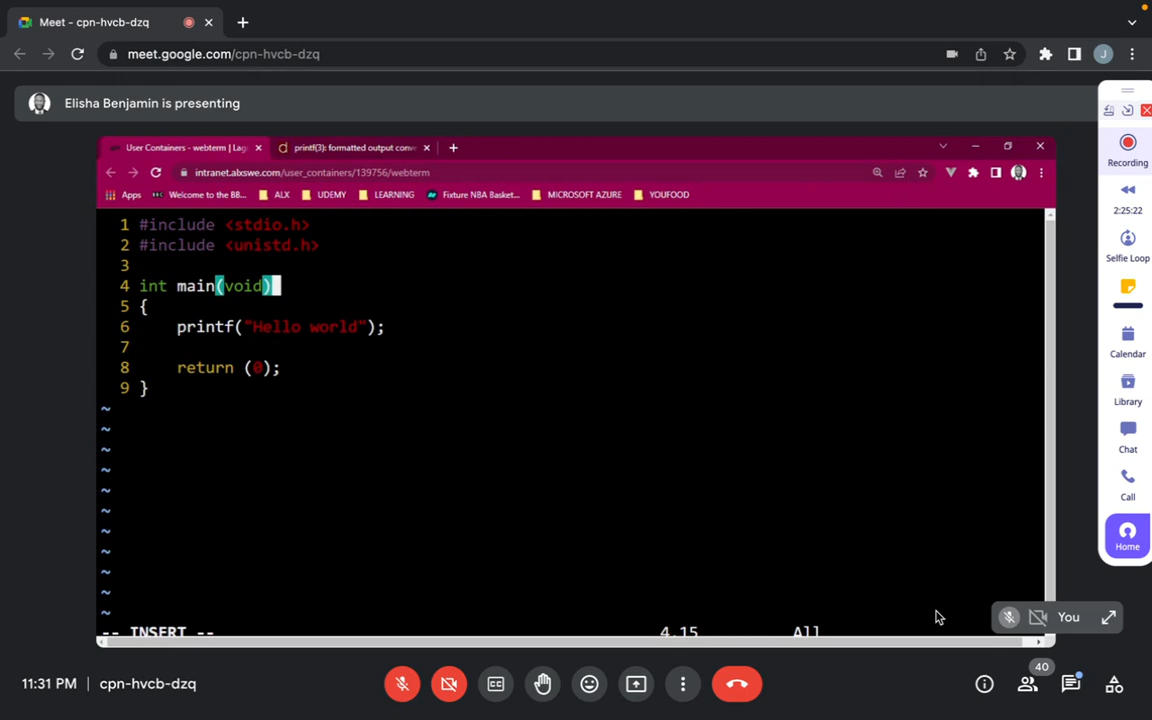 Meet - cpn-hvcb-dzq
meet.google.com/cpn-hvcb-dzq
J
Elisha Benjamin is presenting
User Containers - webterm | Lag
printf(3): formatted output conv
intranet.alxswe.com/user_containers/139756/webterm
Apps
Welcome to the BB...
ALX
UDEMY
LEARNING
Fixture NBA Basket...
MICROSOFT AZURE
YOUFOOD
1 #include <stdio.h>
2 #include <unistd.h>
3
4 int main(void)
5 {
6 printf("Hello world");
7
8 return (0);
9 }
~
~
~
~
~
~
~
~
~
~
~
-- INSERT --
4,15
All
Recording
2:25:22
Selfie Loop
Calendar
Library
Chat
Call
Home
You
11:31 PM | cpn-hvcb-dzq
40